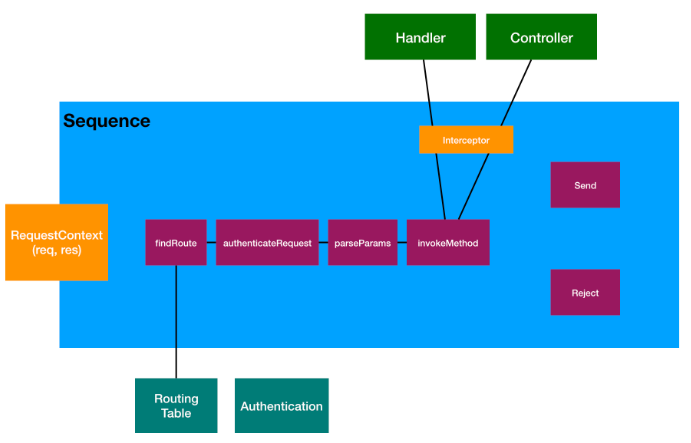 Handler
Controller
Sequence
Interceptor
Send
RequestContext
(req, res)
findRoute
authenticateRequest
parseParams
invokeMethod
Reject
Routing
Table
Authentication